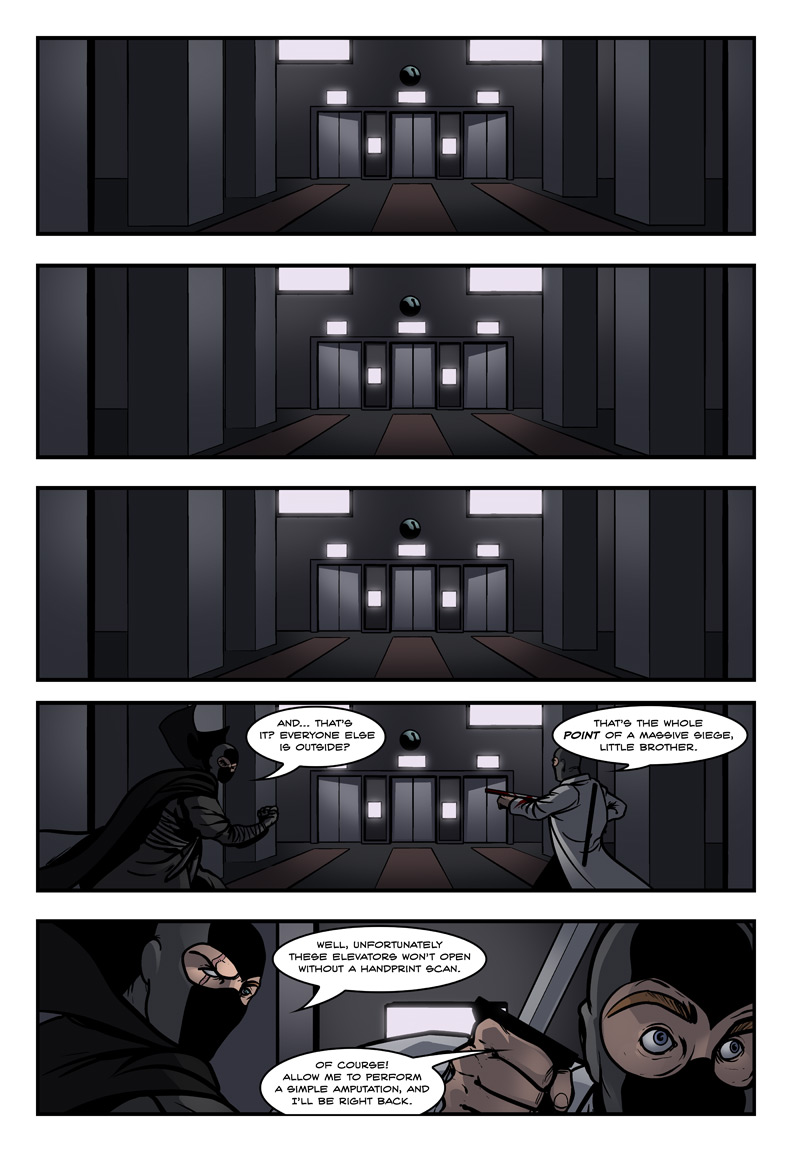 AND... THAT'S
IT? EVERYONE ELSE
IS OUTSIDE?
THAT'S THE WHOLE
POINT OF A MASSIVE SIEGE,
LITTLE BROTHER.
WELL, UNFORTUNATELY
THESE ELEVATORS WON'T OPEN
WITHOUT A HANDPRINT SCAN.
OF COURSE!
ALLOW ME TO PERFORM
A SIMPLE AMPUTATION, AND
I'LL BE RIGHT BACK.